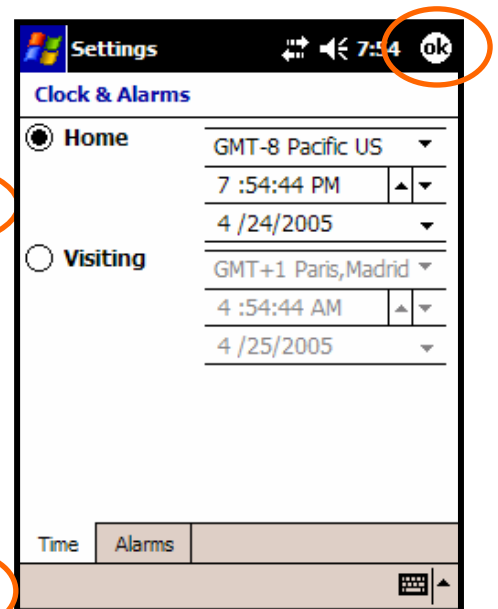 Settings 7:54 ok
Clock & Alarms
Home GMT-8 Pacific US
7 :54:44 PM
4 /24/2005
Visiting GMT+1 Paris,Madrid
4 :54:44 AM
4 /25/2005
Time Alarms